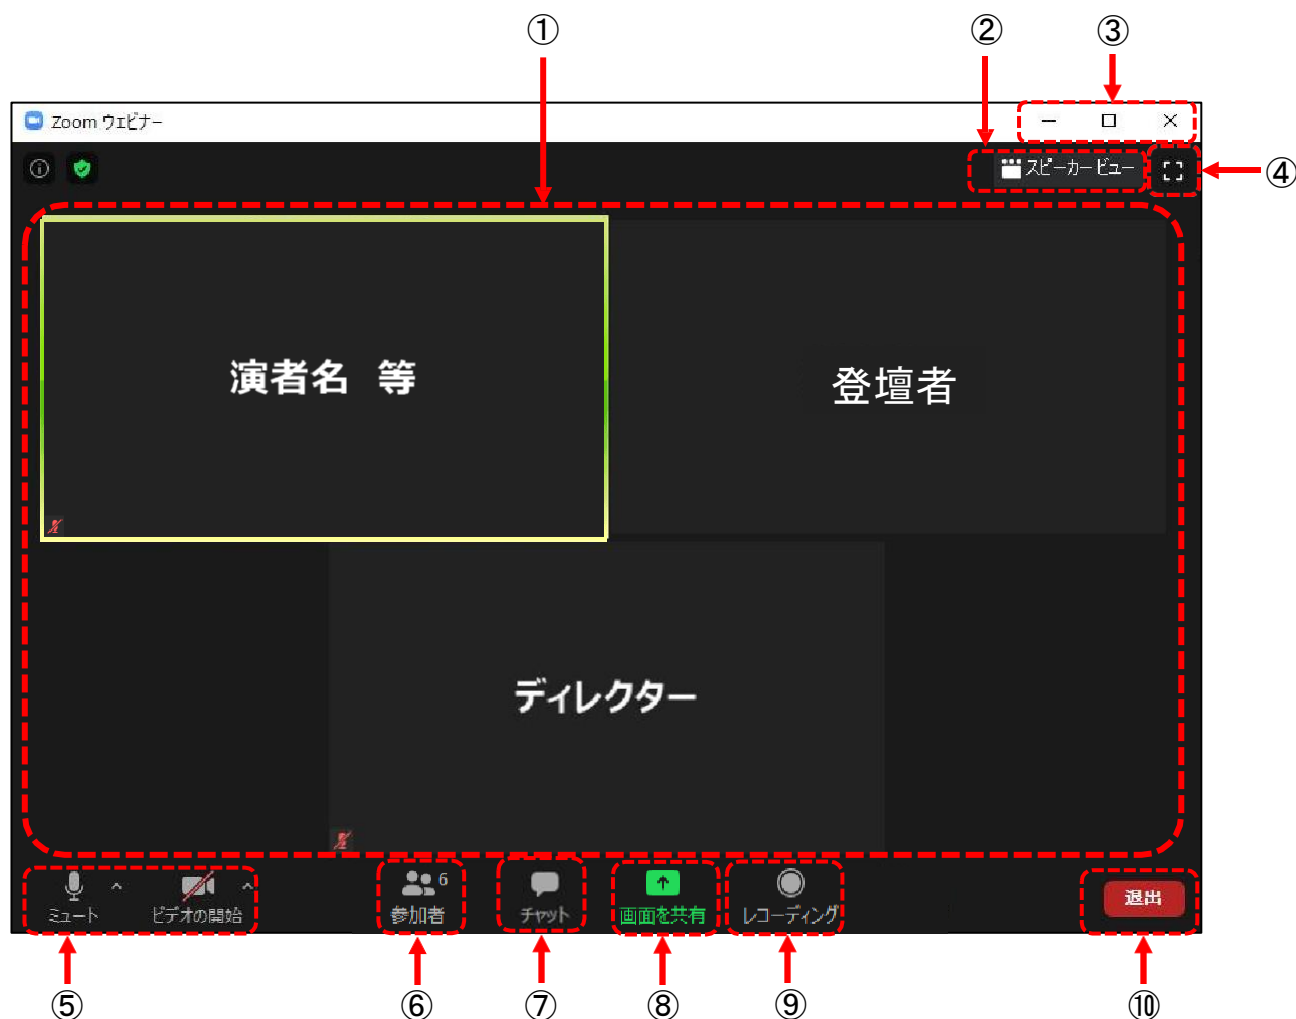 ① ② ③
Zoom ウェビナー
スピーカー ビュー
④
演者名 等
登壇者
ディレクター
6
ミュート ビデオの開始 参加者 チャット 画面を共有 レコーディング 退出
⑤ ⑥ ⑦ ⑧ ⑨ ⑩